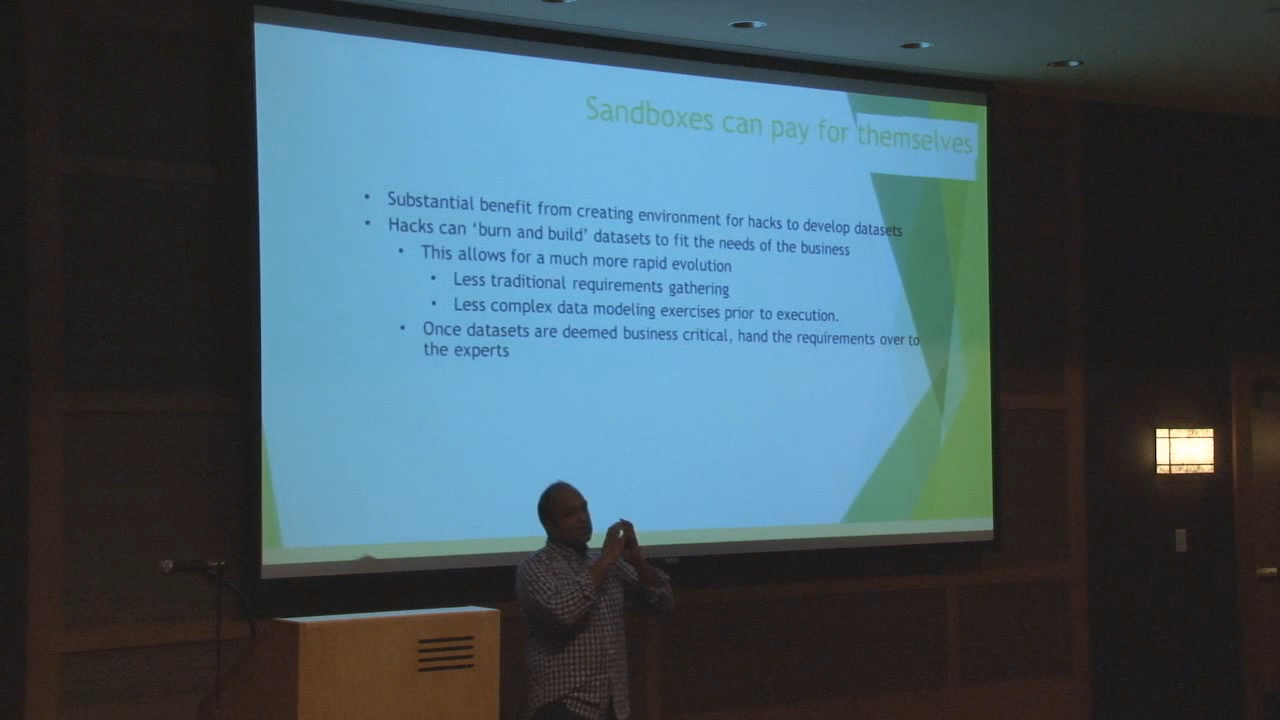 Sandboxes can pay for themselves
• Substantial benefit from creating environment for hacks to develop datasets
• Hacks can ‘burn and build’ datasets to fit the needs of the business
• This allows for a much more rapid evolution
• Less traditional requirements gathering
• Less complex data modeling exercises prior to execution.
• Once datasets are deemed business critical, hand the requirements over to
the experts